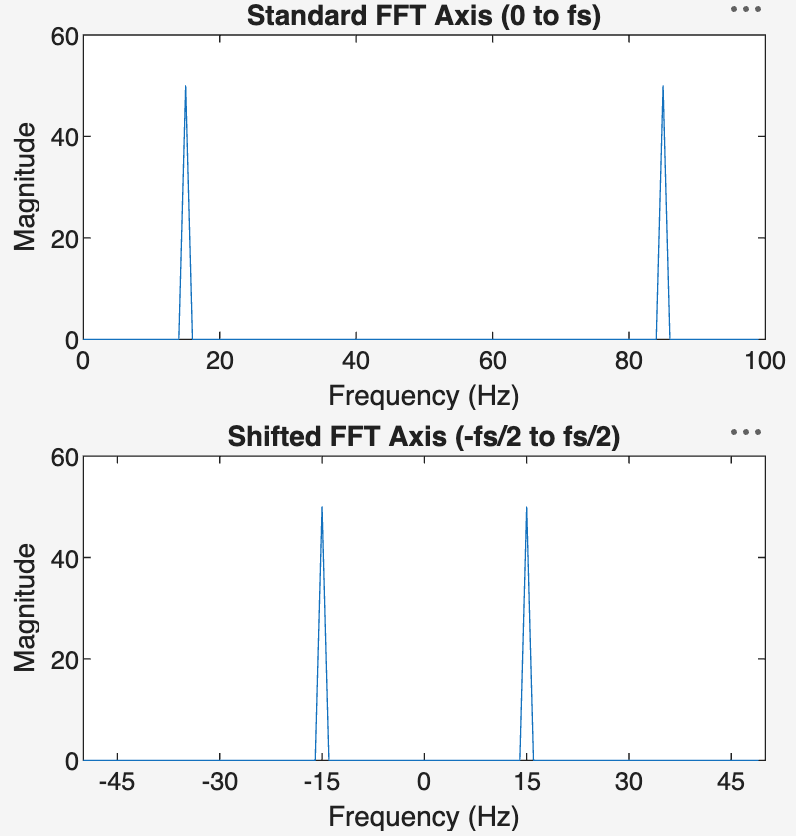 Standard FFT Axis (0 to fs)
60
40
20
0
Magnitude
0 20 40 60 80 100
Frequency (Hz)
Shifted FFT Axis (-fs/2 to fs/2)
60
40
20
0
Magnitude
-45 -30 -15 0 15 30 45
Frequency (Hz)